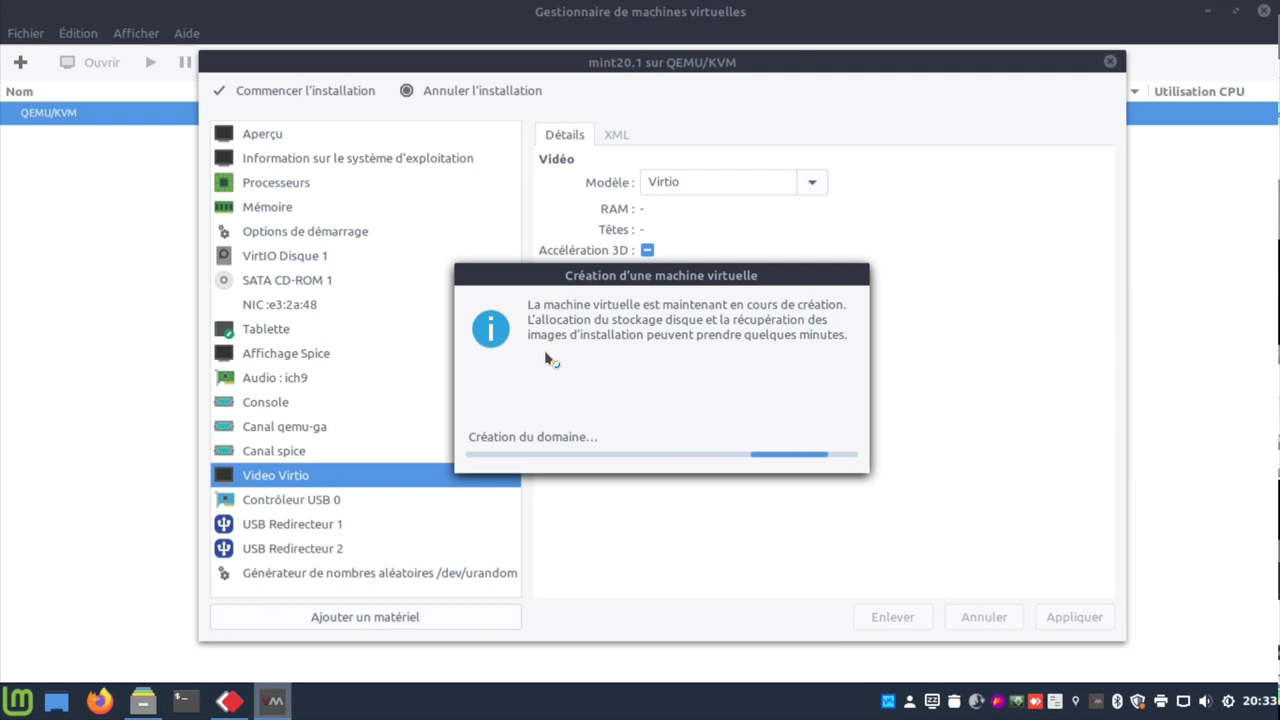 Gestionnaire de machines virtuelles
Fichier Édition Afficher Aide
Ouvrir
Nom
Utilisation CPU
QEMU/KVM
mint20.1 sur QEMU/KVM
Commencer l'installation Annuler l'installation
Aperçu
Information sur le système d'exploitation
Processeurs
Mémoire
Options de démarrage
VirtIO Disque 1
SATA CD-ROM 1
NIC :e3:2a:48
Tablette
Affichage Spice
Audio : ich9
Console
Canal qemu-ga
Canal spice
Video Virtio
Contrôleur USB 0
USB Redirecteur 1
USB Redirecteur 2
Générateur de nombres aléatoires /dev/urandom
Ajouter un matériel
Détails XML
Vidéo
Modèle : Virtio
RAM : -
Têtes : -
Accélération 3D :
Création d'une machine virtuelle
La machine virtuelle est maintenant en cours de création.
L'allocation du stockage disque et la récupération des
images d'installation peuvent prendre quelques minutes.
Création du domaine…
Enlever Annuler Appliquer
20:33